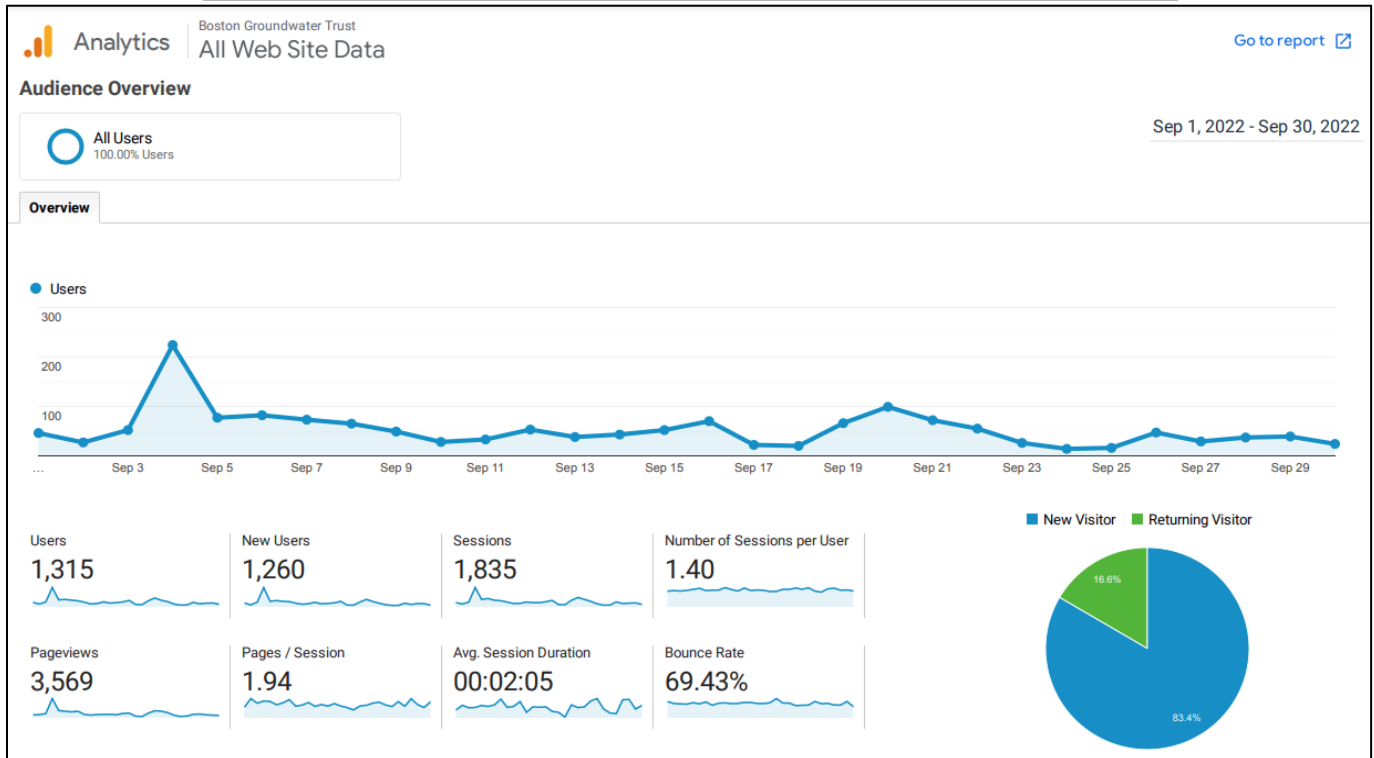 Analytics
Boston Groundwater Trust
All Web Site Data
Go to report
Audience Overview
All Users
100.00% Users
Sep 1, 2022 - Sep 30, 2022
Overview
Users
300
200
100
... Sep 3 Sep 5 Sep 7 Sep 9 Sep 11 Sep 13 Sep 15 Sep 17 Sep 19 Sep 21 Sep 23 Sep 25 Sep 27 Sep 29
New Visitor Returning Visitor
Users New Users Sessions Number of Sessions per User
1,315 1,260 1,835 1.40
16.6%
Pageviews Pages / Session Avg. Session Duration Bounce Rate
3,569 1.94 00:02:05 69.43%
83.4%